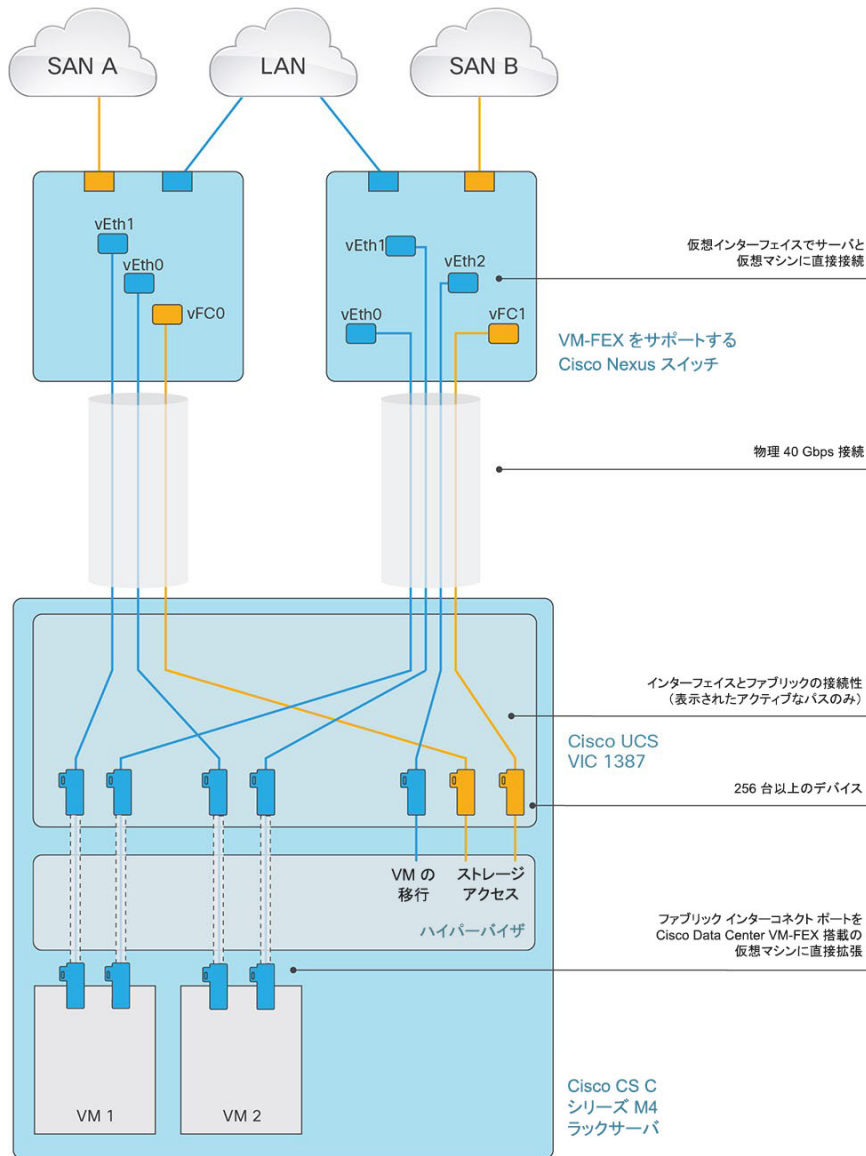 SAN A
LAN
SAN B
vEth1
vEth0
vFC0
vEth1
vEth2
vEth0
vFC1
仮想インターフェイスでサーバと
仮想マシンに直接接続
VM-FEX をサポートする
Cisco Nexus スイッチ
物理 40 Gbps 接続
インターフェイスとファブリックの接続性
(表示されたアクティブなパスのみ)
Cisco UCS
VIC 1387
256 台以上のデバイス
VM の
移行
ストレージ
アクセス
ハイパーバイザ
ファブリック インターコネクト ポートを
Cisco Data Center VM-FEX 搭載の
仮想マシンに直接拡張
VM 1
VM 2
Cisco CS C
シリーズ M4
ラックサーバ